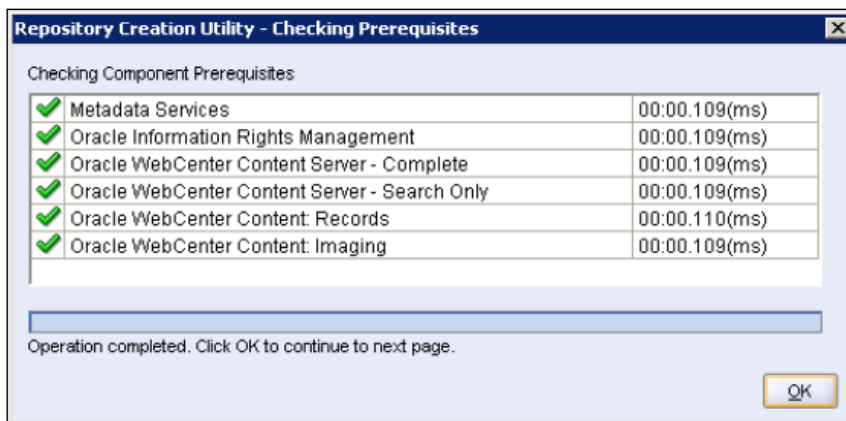 Repository Creation Utility - Checking Prerequisites
Checking Component Prerequisites
Metadata Services 00:00.109(ms)
Oracle Information Rights Management 00:00.109(ms)
Oracle WebCenter Content Server - Complete 00:00.109(ms)
Oracle WebCenter Content Server - Search Only 00:00.109(ms)
Oracle WebCenter Content: Records 00:00.110(ms)
Oracle WebCenter Content: Imaging 00:00.109(ms)
Operation completed. Click OK to continue to next page.
OK